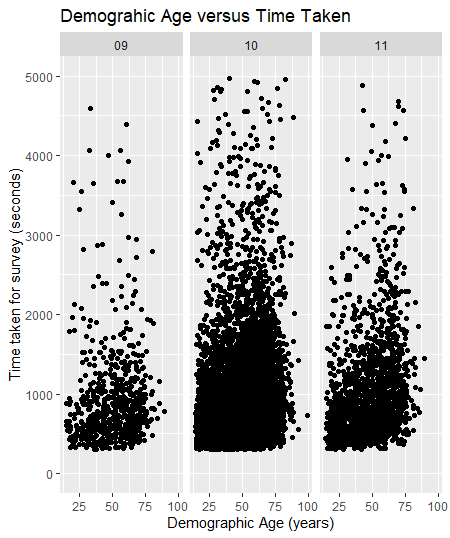 Demograhic Age versus Time Taken
09 10 11
5000
4000
3000
2000
1000
0
Time taken for survey (seconds)
25 50 75 100 25 50 75 100 25 50 75 100
Demographic Age (years)